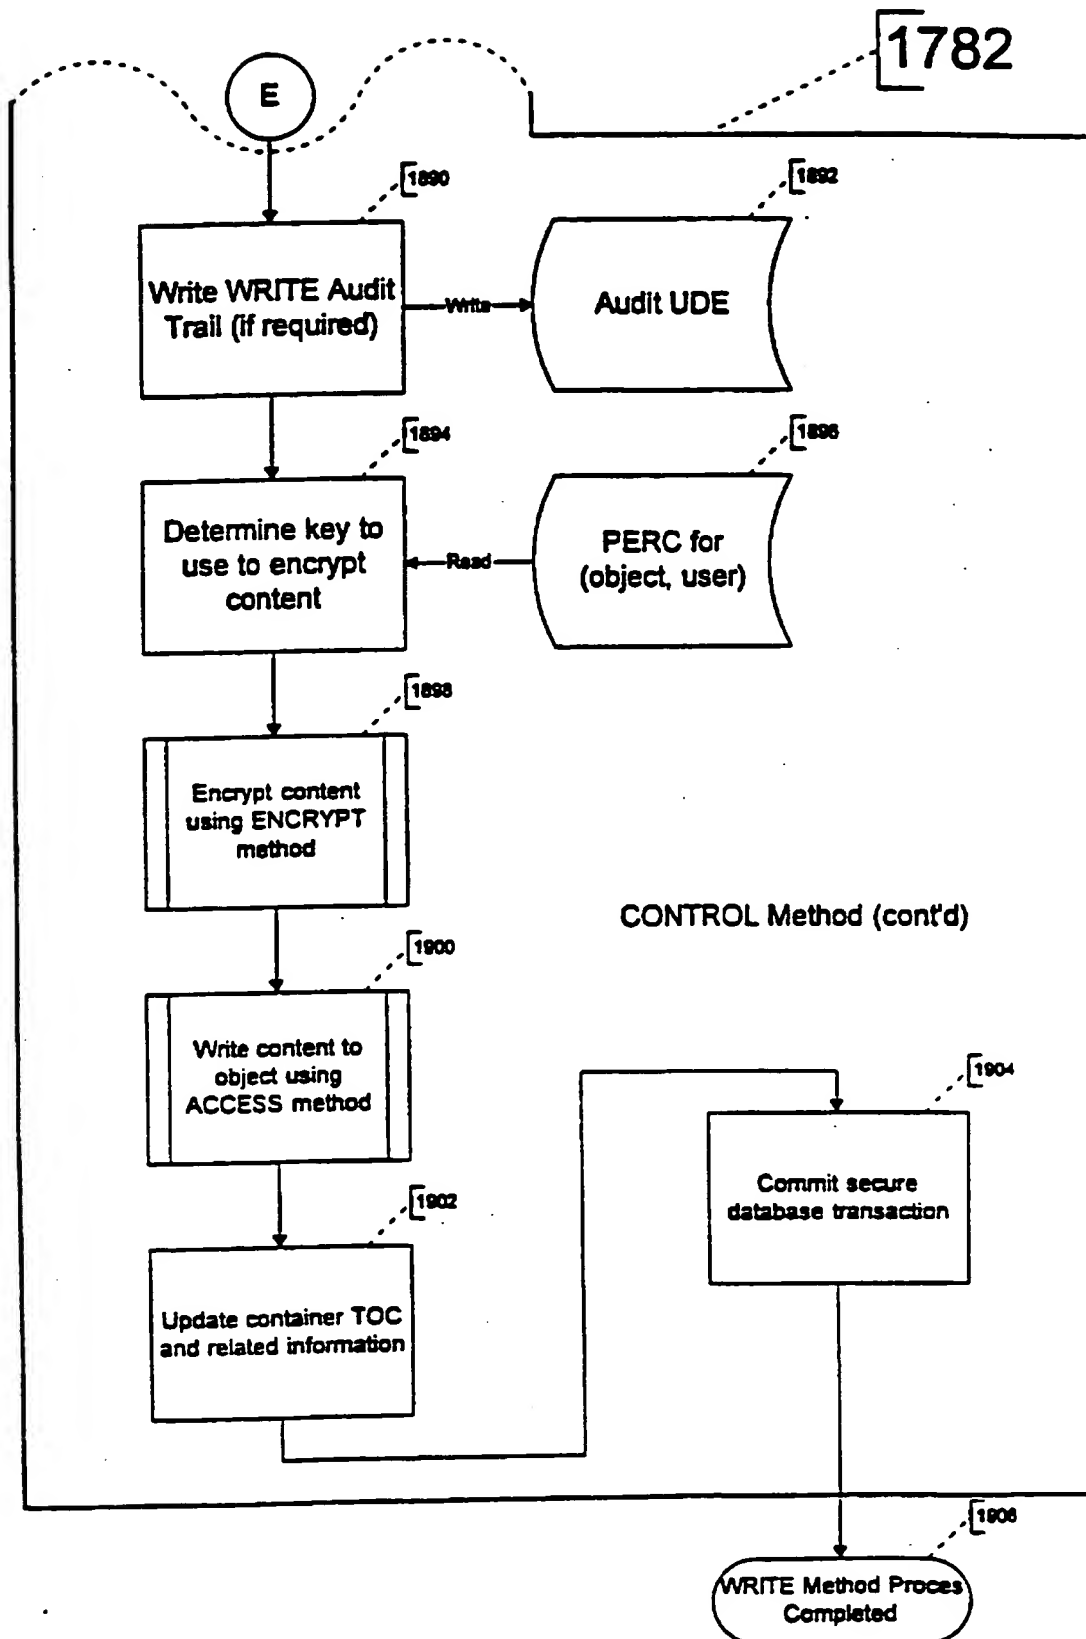 1782
E
1890
1892
Write WRITE Audit
Trail (if required)
Write
Audit UDE
1894
1896
Determine key to
use to encrypt
content
Read
PERC for
(object, user)
1898
Encrypt content
using ENCRYPT
method
CONTROL Method (cont'd)
1900
Write content to
object using
ACCESS method
1904
Commit secure
database transaction
1902
Update container TOC
and related information
1906
WRITE Method Proces
Completed